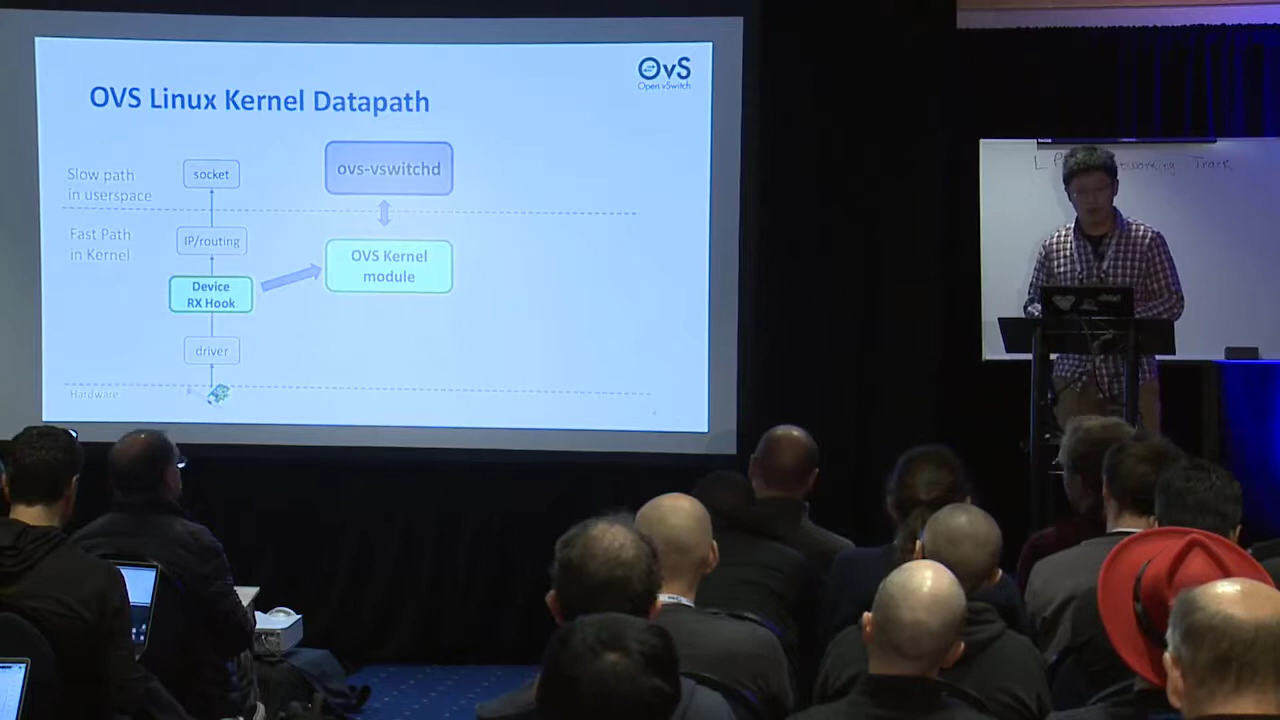 OvS
Open vSwitch
OVS Linux Kernel Datapath
Slow path
in userspace
socket
ovs-vswitchd
Fast Path
in Kernel
IP/routing
OVS Kernel
module
Device
RX Hook
driver
Hardware
Track